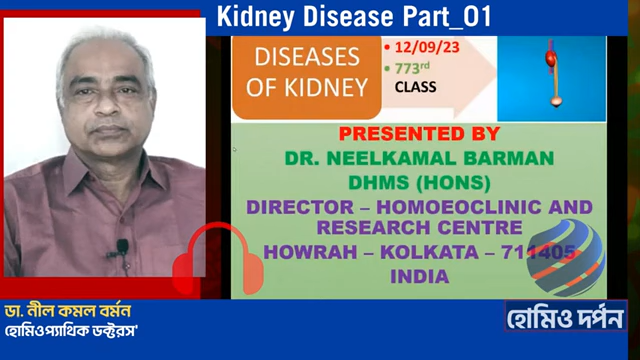 Kidney Disease Part_01
DISEASES
OF KIDNEY
• 12/09/23
• 773rd
CLASS
PRESENTED BY
DR. NEELKAMAL BARMAN
DHMS (HONS)
DIRECTOR – HOMOEOCLINIC AND
RESEARCH CENTRE
HOWRAH – KOLKATA – 711405
INDIA
ডা. নীল কমল বর্মন
হোমিওপ্যাথিক ডক্টরস'
হোমিও দর্পন